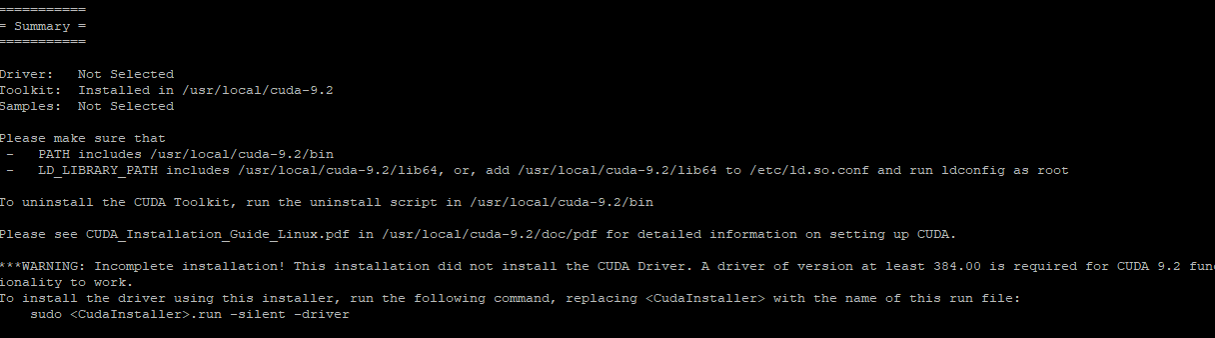 ===========
= Summary =
===========
Driver: Not Selected
Toolkit: Installed in /usr/local/cuda-9.2
Samples: Not Selected
Please make sure that
- PATH includes /usr/local/cuda-9.2/bin
- LD_LIBRARY_PATH includes /usr/local/cuda-9.2/lib64, or, add /usr/local/cuda-9.2/lib64 to /etc/ld.so.conf and run ldconfig as root
To uninstall the CUDA Toolkit, run the uninstall script in /usr/local/cuda-9.2/bin
Please see CUDA_Installation_Guide_Linux.pdf in /usr/local/cuda-9.2/doc/pdf for detailed information on setting up CUDA.
***WARNING: Incomplete installation! This installation did not install the CUDA Driver. A driver of version at least 384.00 is required for CUDA 9.2 func
ionality to work.
To install the driver using this installer, run the following command, replacing <CudaInstaller> with the name of this run file:
sudo <CudaInstaller>.run -silent -driver